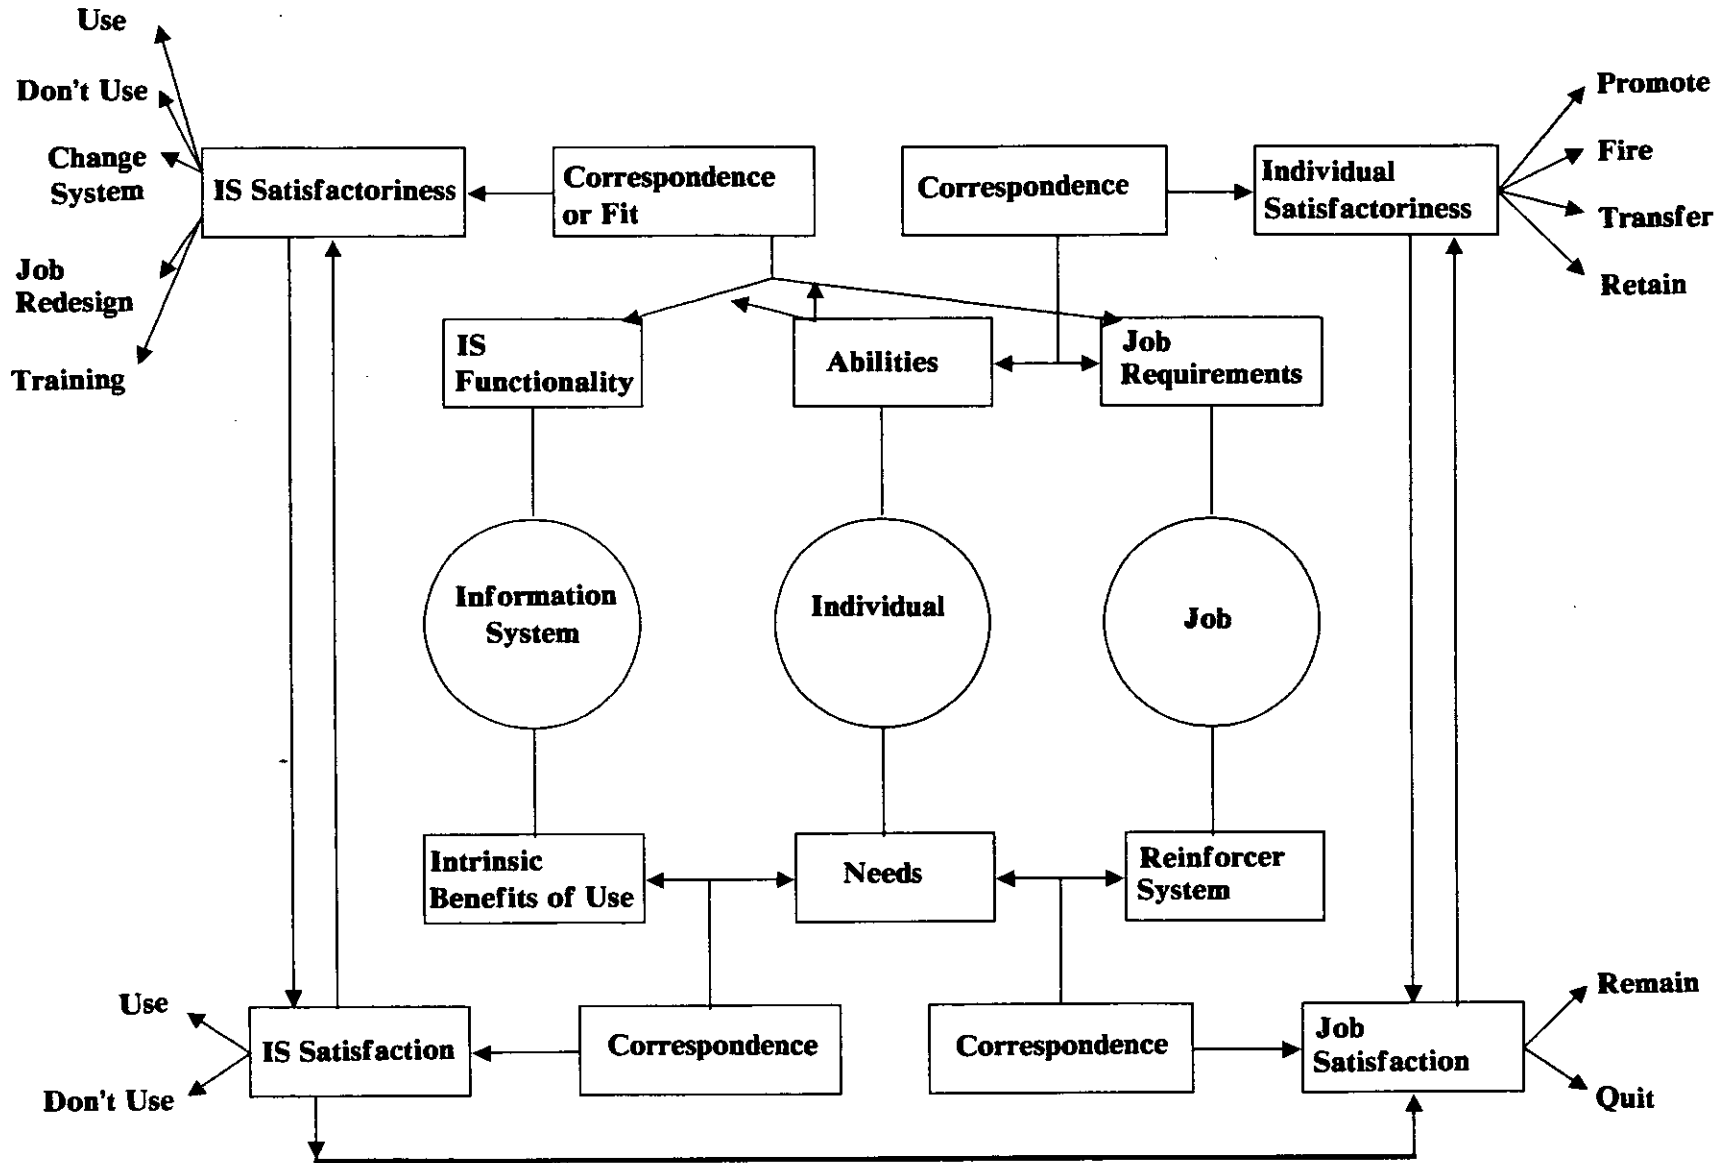 Use
Don't Use
Change
System
Job
Redesign
Training
IS Satisfactoriness
Correspondence
or Fit
Correspondence
Individual
Satisfactoriness
Promote
Fire
Transfer
Retain
IS
Functionality
Abilities
Job
Requirements
Information
System
Individual
Job
Intrinsic
Benefits of Use
Needs
Reinforcer
System
Use
Don't Use
IS Satisfaction
Correspondence
Correspondence
Job
Satisfaction
Remain
Quit